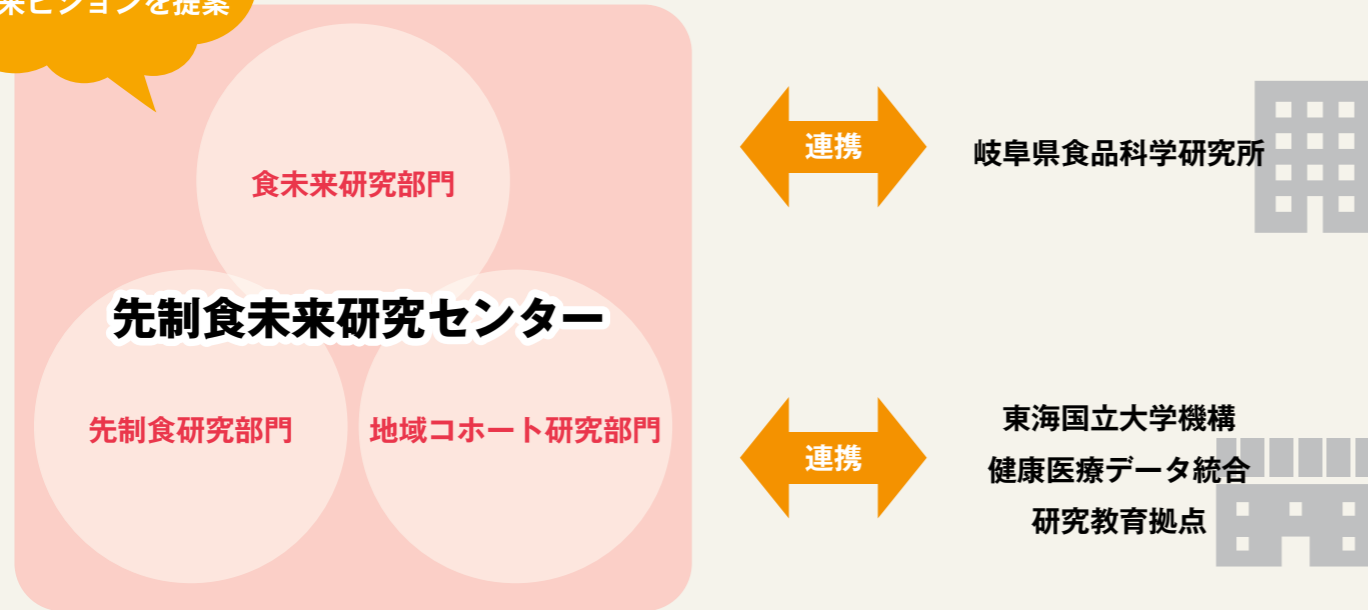 来ビジョンを提案
食未来研究部門
先制食未来研究センター
先制食研究部門
地域コホート研究部門
連携
岐阜県食品科学研究所
連携
東海国立大学機構
健康医療データ統合
研究教育拠点